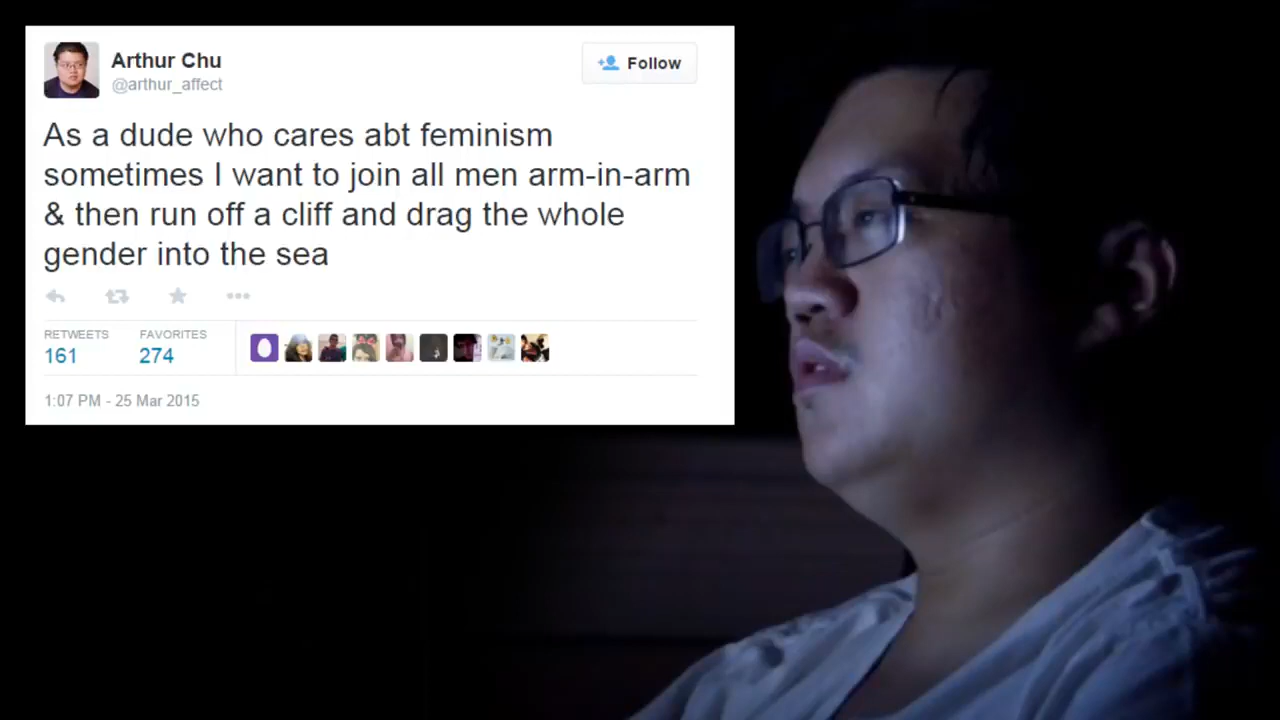 Arthur Chu
@arthur_affect
Follow
As a dude who cares abt feminism
sometimes I want to join all men arm-in-arm
& then run off a cliff and drag the whole
gender into the sea
RETWEETS
FAVORITES
161
274
1:07 PM - 25 Mar 2015